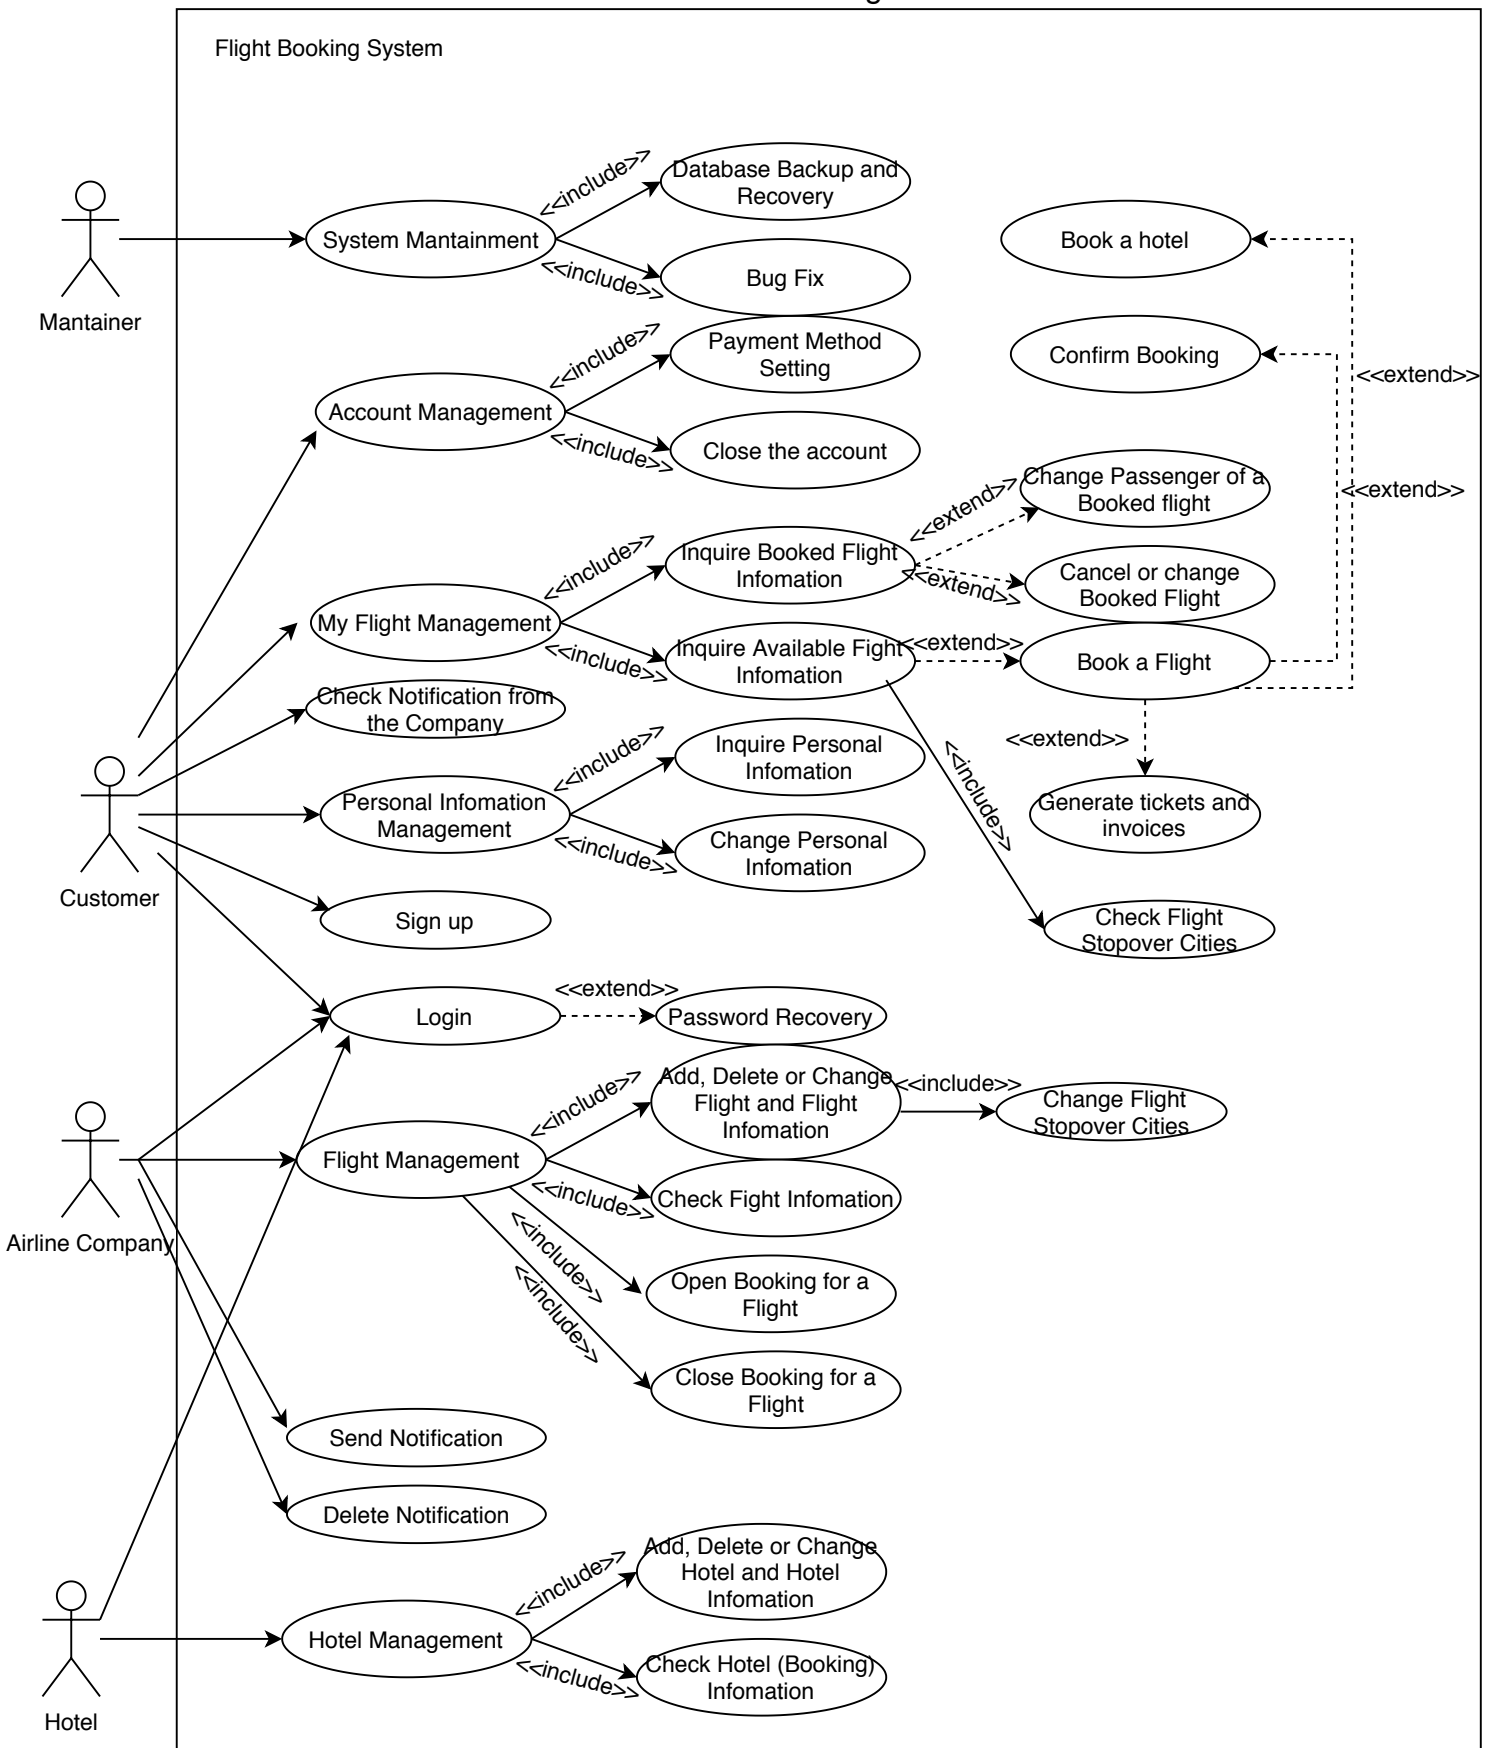 Flight Booking System
<<include>>
Database Backup and
Recovery
System Mantainment
Book a hotel
<<include>>
Bug Fix
Mantainer
<<include>>
Payment Method
Setting
Confirm Booking
<<extend>>
Account Management
<<include>>
Close the account
<<extend>>
Change Passenger of a
Booked flight
<<extend>>
<<include>>
Inquire Booked Flight
Infomation
<<extend>>
Cancel or change
Booked Flight
My Flight Management
<<include>>
Inquire Available Fight
Infomation
<<extend>>
Book a Flight
Check Notification from
the Company
<<extend>>
<<include>>
Inquire Personal
Infomation
<<include>>
Personal Infomation
Management
Generate tickets and
invoices
<<include>>
Change Personal
Infomation
Customer
Sign up
Check Flight
Stopover Cities
Login
<<extend>>
Password Recovery
<<include>>
Add, Delete or Change
Flight and Flight
Infomation
<<include>>
Change Flight
Stopover Cities
Flight Management
<<include>>
Check Fight Infomation
Airline Company
<<include>>
Open Booking for a
Flight
<<include>>
Close Booking for a
Flight
Send Notification
Delete Notification
<<include>>
Add, Delete or Change
Hotel and Hotel
Infomation
Hotel Management
<<include>>
Check Hotel (Booking)
Infomation
Hotel